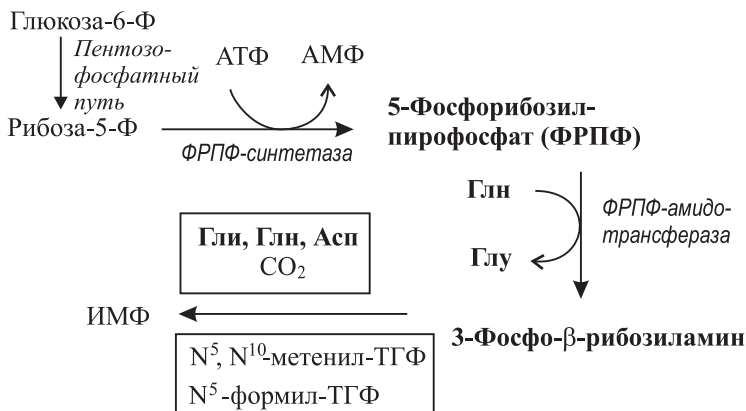 Глюкоза-6-Ф
Пентозо-
фосфатный
путь
Рибоза-5-Ф
АТФ
АМФ
ФРПФ-синтетаза
5-Фосфорибозил-
пирофосфат (ФРПФ)
Глн
Глу
ФРПФ-амидо-
трансфераза
3-Фосфо-β-рибозиламин
Гли, Глн, Асп
CO₂
ИМФ
N⁵, N¹⁰-метенил-ТГФ
N⁵-формил-ТГФ